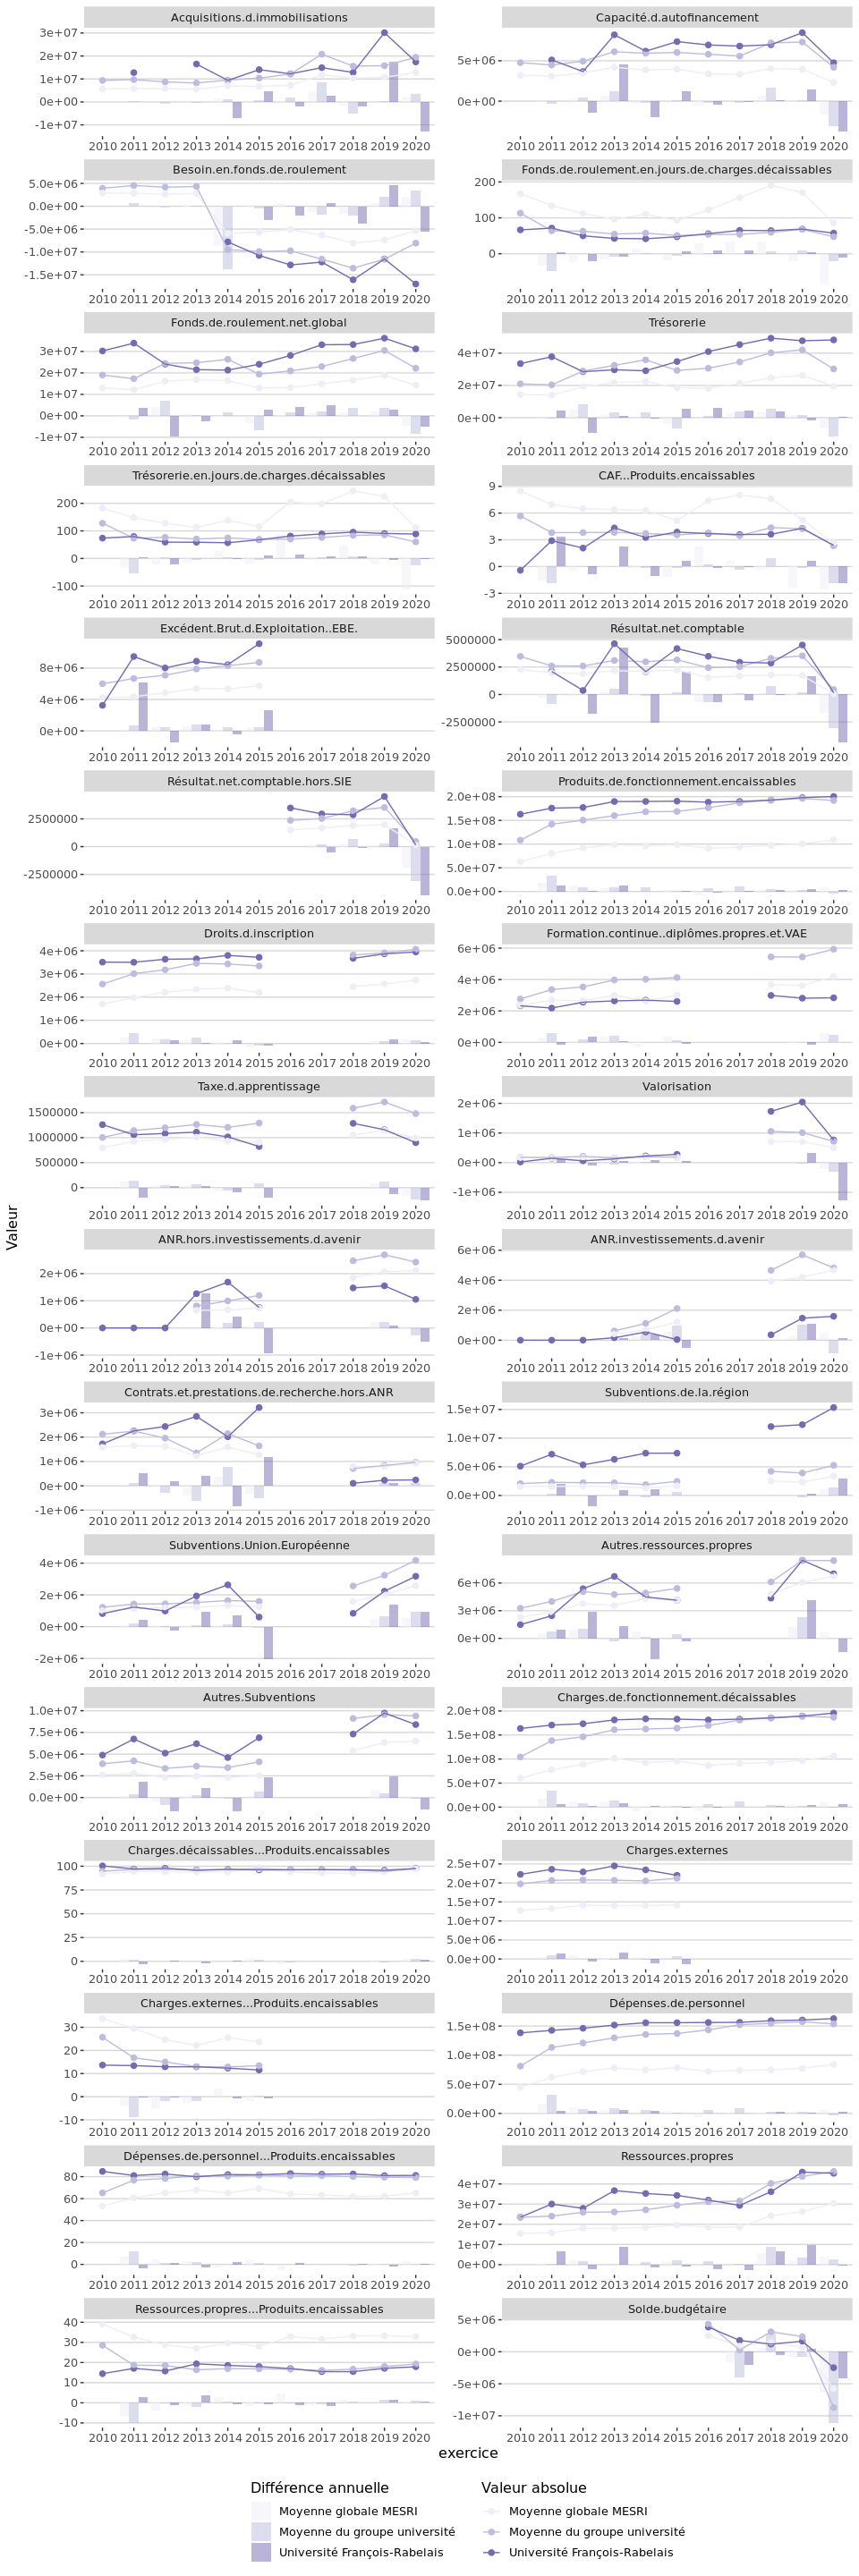 Acquisitions.d.immobilisations
Capacité.d.autofinancement
3e+07
2e+07
1e+07
0e+00
-1e+07
5e+06
0e+00
2010 2011 2012 2013 2014 2015 2016 2017 2018 2019 2020
2010 2011 2012 2013 2014 2015 2016 2017 2018 2019 2020
Besoin.en.fonds.de.roulement
Fonds.de.roulement.en.jours.de.charges.décaissables
5.0e+06
0.0e+00
-5.0e+06
-1.0e+07
-1.5e+07
200
100
0
2010 2011 2012 2013 2014 2015 2016 2017 2018 2019 2020
2010 2011 2012 2013 2014 2015 2016 2017 2018 2019 2020
Fonds.de.roulement.net.global
Trésorerie
3e+07
2e+07
1e+07
0e+00
-1e+07
4e+07
2e+07
0e+00
2010 2011 2012 2013 2014 2015 2016 2017 2018 2019 2020
2010 2011 2012 2013 2014 2015 2016 2017 2018 2019 2020
Trésorerie.en.jours.de.charges.décaissables
CAF...Produits.encaissables
200
100
0
-100
9
6
3
0
-3
2010 2011 2012 2013 2014 2015 2016 2017 2018 2019 2020
2010 2011 2012 2013 2014 2015 2016 2017 2018 2019 2020
Excédent.Brut.d.Exploitation..EBE.
Résultat.net.comptable
8e+06
4e+06
0e+00
5000000
2500000
0
-2500000
2010 2011 2012 2013 2014 2015 2016 2017 2018 2019 2020
2010 2011 2012 2013 2014 2015 2016 2017 2018 2019 2020
Résultat.net.comptable.hors.SIE
Produits.de.fonctionnement.encaissables
2500000
0
-2500000
2.0e+08
1.5e+08
1.0e+08
5.0e+07
0.0e+00
2010 2011 2012 2013 2014 2015 2016 2017 2018 2019 2020
2010 2011 2012 2013 2014 2015 2016 2017 2018 2019 2020
Droits.d.inscription
Formation.continue..diplômes.propres.et.VAE
4e+06
3e+06
2e+06
1e+06
0e+00
6e+06
4e+06
2e+06
0e+00
2010 2011 2012 2013 2014 2015 2016 2017 2018 2019 2020
2010 2011 2012 2013 2014 2015 2016 2017 2018 2019 2020
Taxe.d.apprentissage
Valorisation
1500000
1000000
500000
0
2e+06
1e+06
0e+00
-1e+06
2010 2011 2012 2013 2014 2015 2016 2017 2018 2019 2020
2010 2011 2012 2013 2014 2015 2016 2017 2018 2019 2020
Valeur
ANR.hors.investissements.d.avenir
ANR.investissements.d.avenir
2e+06
1e+06
0e+00
-1e+06
6e+06
4e+06
2e+06
0e+00
2010 2011 2012 2013 2014 2015 2016 2017 2018 2019 2020
2010 2011 2012 2013 2014 2015 2016 2017 2018 2019 2020
Contrats.et.prestations.de.recherche.hors.ANR
Subventions.de.la.région
3e+06
2e+06
1e+06
0e+00
-1e+06
1.5e+07
1.0e+07
5.0e+06
0.0e+00
2010 2011 2012 2013 2014 2015 2016 2017 2018 2019 2020
2010 2011 2012 2013 2014 2015 2016 2017 2018 2019 2020
Subventions.Union.Européenne
Autres.ressources.propres
4e+06
2e+06
0e+00
-2e+06
6e+06
3e+06
0e+00
2010 2011 2012 2013 2014 2015 2016 2017 2018 2019 2020
2010 2011 2012 2013 2014 2015 2016 2017 2018 2019 2020
Autres.Subventions
Charges.de.fonctionnement.décaissables
1.0e+07
7.5e+06
5.0e+06
2.5e+06
0.0e+00
2.0e+08
1.5e+08
1.0e+08
5.0e+07
0.0e+00
2010 2011 2012 2013 2014 2015 2016 2017 2018 2019 2020
2010 2011 2012 2013 2014 2015 2016 2017 2018 2019 2020
Charges.décaissables...Produits.encaissables
Charges.externes
100
75
50
25
0
2.5e+07
2.0e+07
1.5e+07
1.0e+07
5.0e+06
0.0e+00
2010 2011 2012 2013 2014 2015 2016 2017 2018 2019 2020
2010 2011 2012 2013 2014 2015 2016 2017 2018 2019 2020
Charges.externes...Produits.encaissables
Dépenses.de.personnel
30
20
10
0
-10
1.5e+08
1.0e+08
5.0e+07
0.0e+00
2010 2011 2012 2013 2014 2015 2016 2017 2018 2019 2020
2010 2011 2012 2013 2014 2015 2016 2017 2018 2019 2020
Dépenses.de.personnel...Produits.encaissables
Ressources.propres
80
60
40
20
0
4e+07
3e+07
2e+07
1e+07
0e+00
2010 2011 2012 2013 2014 2015 2016 2017 2018 2019 2020
2010 2011 2012 2013 2014 2015 2016 2017 2018 2019 2020
Ressources.propres...Produits.encaissables
Solde.budgétaire
40
30
20
10
0
-10
5e+06
0e+00
-5e+06
-1e+07
2010 2011 2012 2013 2014 2015 2016 2017 2018 2019 2020
2010 2011 2012 2013 2014 2015 2016 2017 2018 2019 2020
exercice
Différence annuelle
Moyenne globale MESRI
Moyenne du groupe université
Université François-Rabelais
Valeur absolue
Moyenne globale MESRI
Moyenne du groupe université
Université François-Rabelais